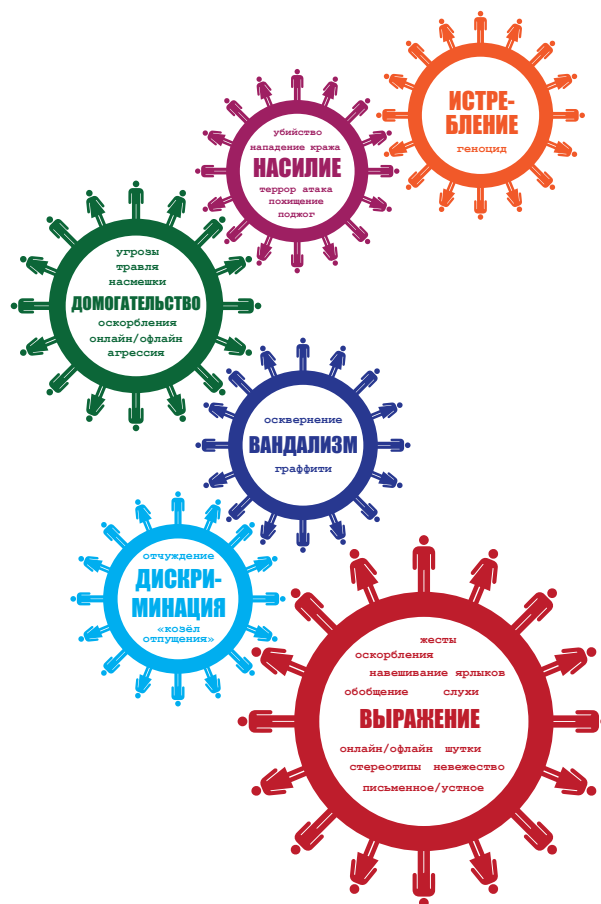 ИСТРЕ-
БЛЕНИЕ
геноцид
убийство
нападение кража
НАСИЛИЕ
террор атака
похищение
поджог
угрозы
травля
насмешки
ДОМОГАТЕЛЬСТВО
оскорбления
онлайн/офлайн
агрессия
осквернение
ВАНДАЛИЗМ
граффити
отчуждение
ДИСКРИ-
МИНАЦИЯ
«козёл
отпущения»
жесты
оскорбления
навешивание ярлыков
обобщение слухи
ВЫРАЖЕНИЕ
онлайн/офлайн шутки
стереотипы невежество
письменное/устное